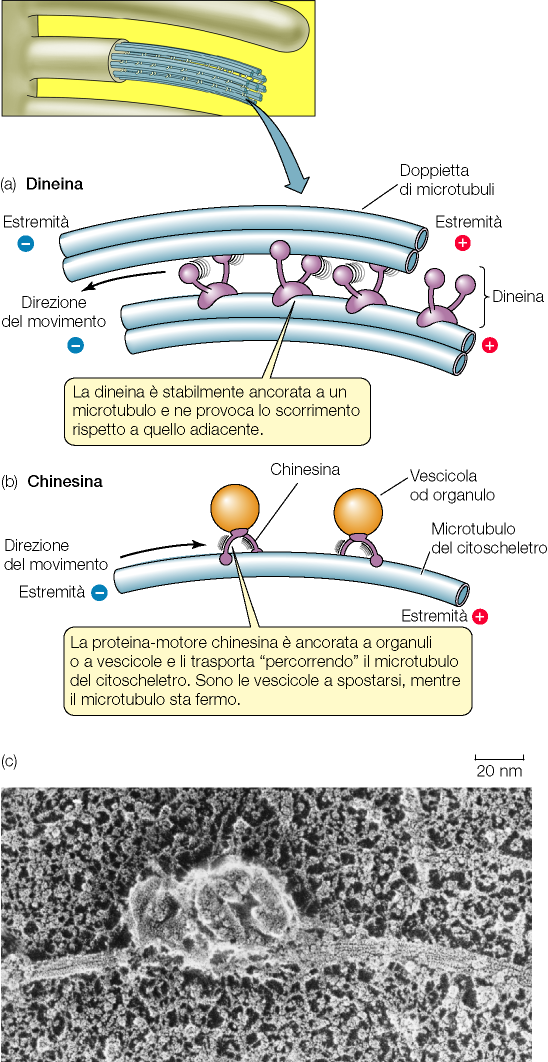 (a) Dineina
Doppietta
di microtubuli
Estremità
−
Estremità
+
Direzione
del movimento
−
Dineina
+
La dineina è stabilmente ancorata a un
microtubulo e ne provoca lo scorrimento
rispetto a quello adiacente.
(b) Chinesina
Chinesina
Vescicola
od organulo
Direzione
del movimento
Microtubulo
del citoscheletro
Estremità −
Estremità +
La proteina-motore chinesina è ancorata a organuli
o a vescicole e li trasporta “percorrendo” il microtubulo
del citoscheletro. Sono le vescicole a spostarsi, mentre
il microtubulo sta fermo.
(c)
20 nm